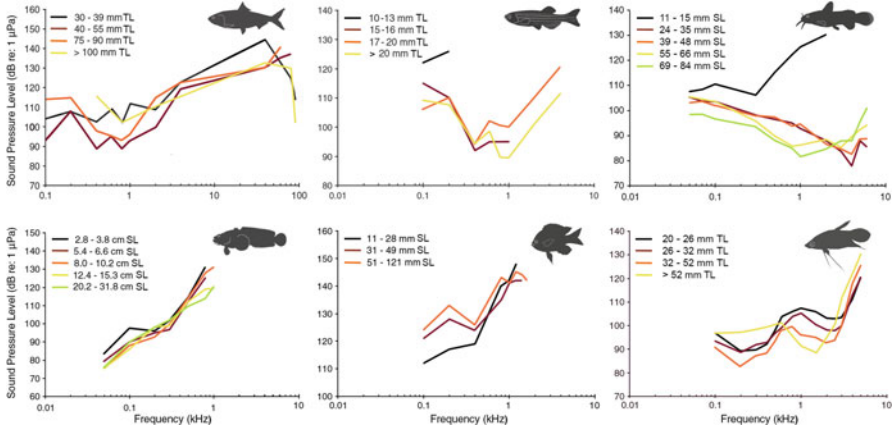 Sound Pressure Level (dB re: 1 µPa)
160
150
140
130
120
110
100
90
80
70
0.1
1
10
100
30 - 39 mm TL
40 - 55 mm TL
75 - 90 mm TL
> 100 mm TL
140
130
120
110
100
90
80
70
60
0.01
0.1
1
10
10-13 mm TL
15-16 mm TL
17 - 20 mm TL
> 20 mm TL
140
130
120
110
100
90
80
70
0.01
0.1
1
10
11 - 15 mm SL
24 - 35 mm SL
39 - 48 mm SL
55 - 66 mm SL
69 - 84 mm SL
Sound Pressure Level (dB re: 1 µPa)
150
140
130
120
110
100
90
80
70
60
0.01
0.1
1
10
Frequency (kHz)
2.8 - 3.8 cm SL
5.4 - 6.6 cm SL
8.0 - 10.2 cm SL
12.4 - 15.3 cm SL
20.2 - 31.8 cm SL
160
150
140
130
120
110
100
0.01
0.1
1
10
Frequency (kHz)
11 - 28 mm SL
31 - 49 mm SL
51 - 121 mm SL
140
130
120
110
100
90
80
70
0.01
0.1
1
10
Frequency (kHz)
20 - 26 mm TL
26 - 32 mm TL
32 - 52 mm TL
> 52 mm TL